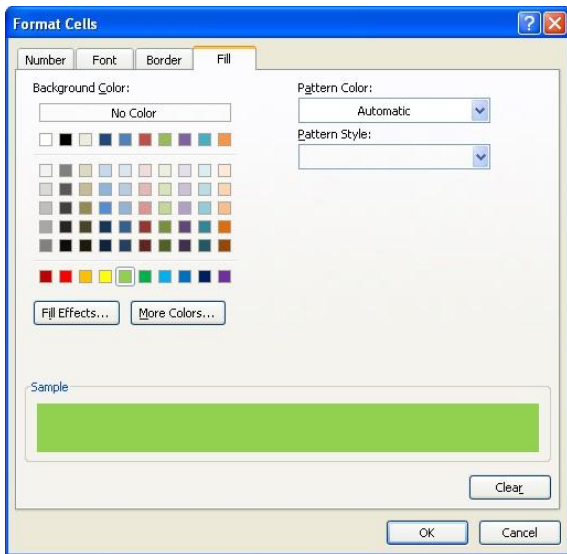 Format Cells
Number Font Border Fill
Background Color:
No Color
Pattern Color:
Automatic
Pattern Style:
Fill Effects... More Colors...
Sample
Clear
OK Cancel